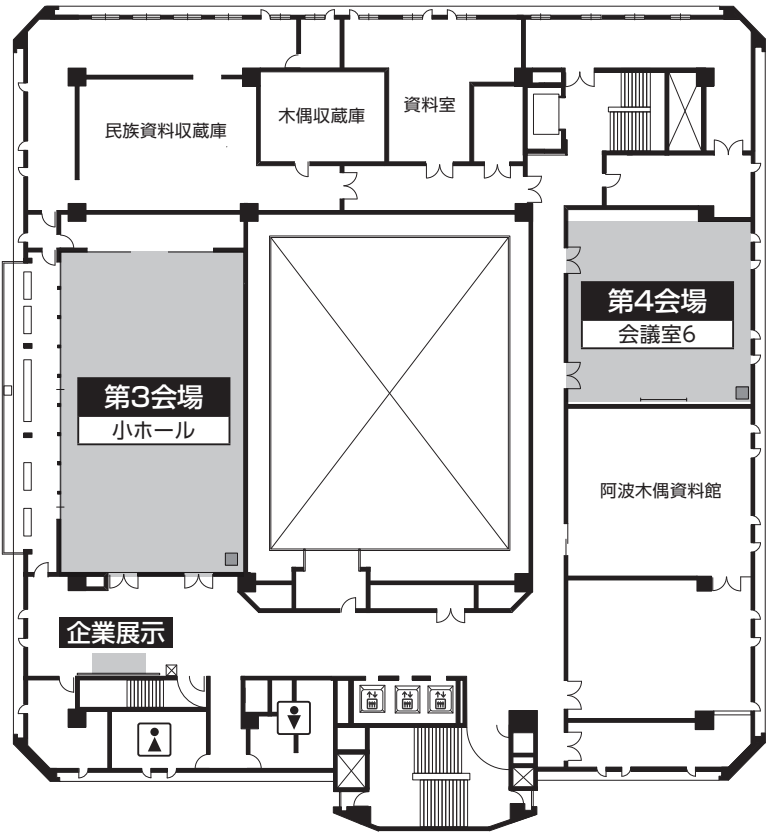 民族資料収蔵庫
木偶収蔵庫
資料室
第4会場
会議室6
第3会場
小ホール
阿波木偶資料館
企業展示